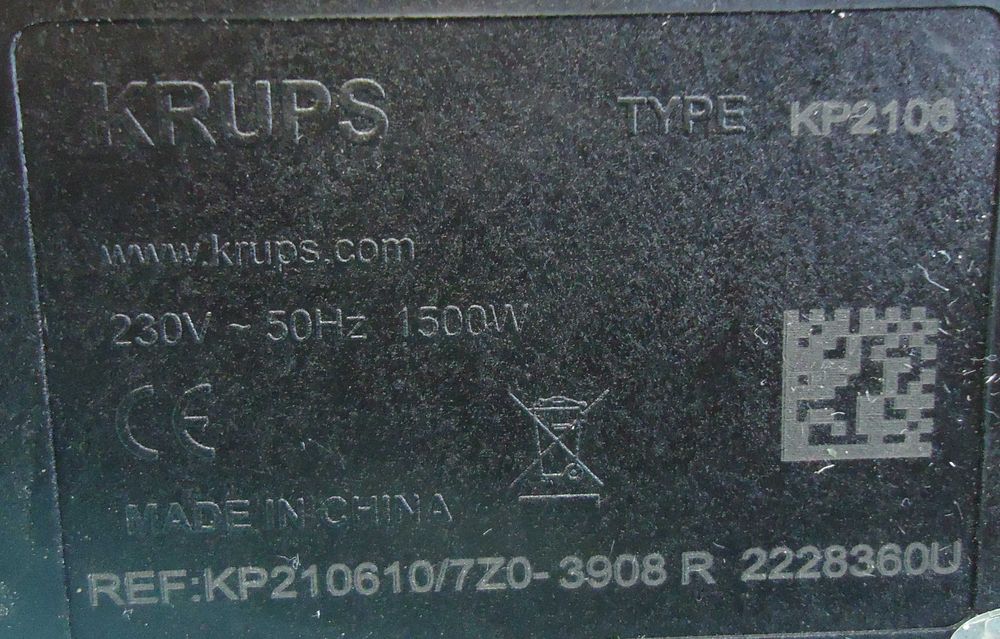 KRUPS TYPE KP2106
www.krups.com
230V ~ 50Hz 1500W
CE
MADE IN CHINA
REF:KP210610/7Z0-3908 R 2228360U